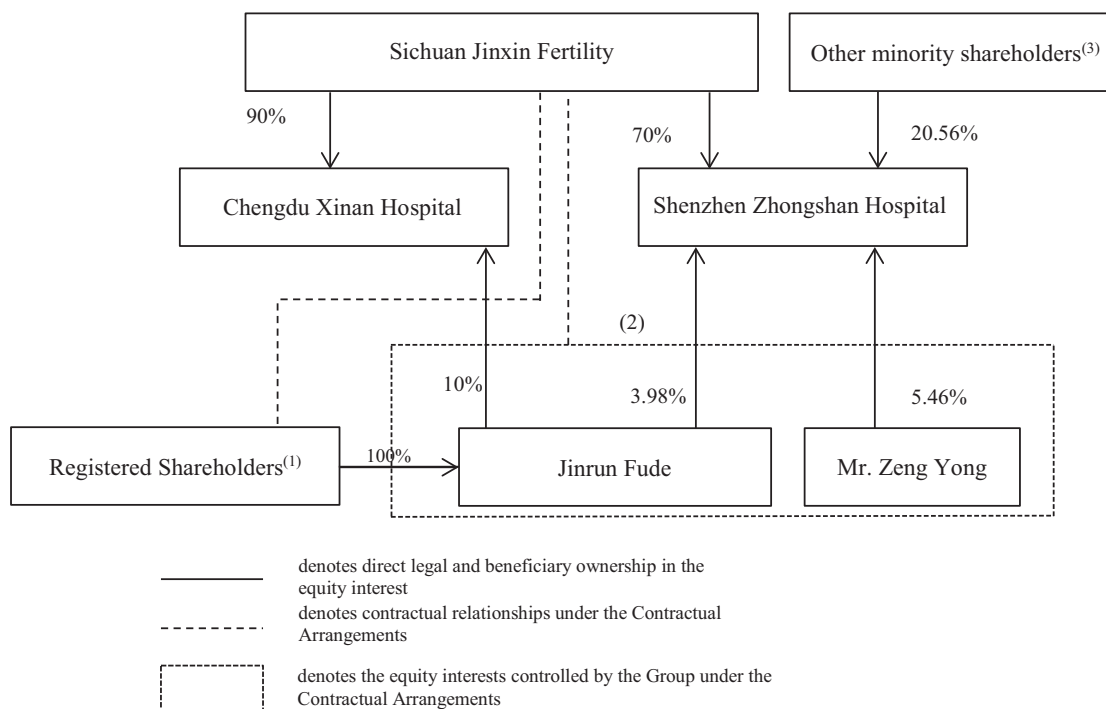 Sichuan Jinxin Fertility
Other minority shareholders(3)
90%
70%
20.56%
Chengdu Xinan Hospital
Shenzhen Zhongshan Hospital
(2)
10%
3.98%
5.46%
Registered Shareholders(1)
100%
Jinrun Fude
Mr. Zeng Yong
denotes direct legal and beneficiary ownership in the
equity interest
denotes contractual relationships under the Contractual
Arrangements
denotes the equity interests controlled by the Group under the
Contractual Arrangements